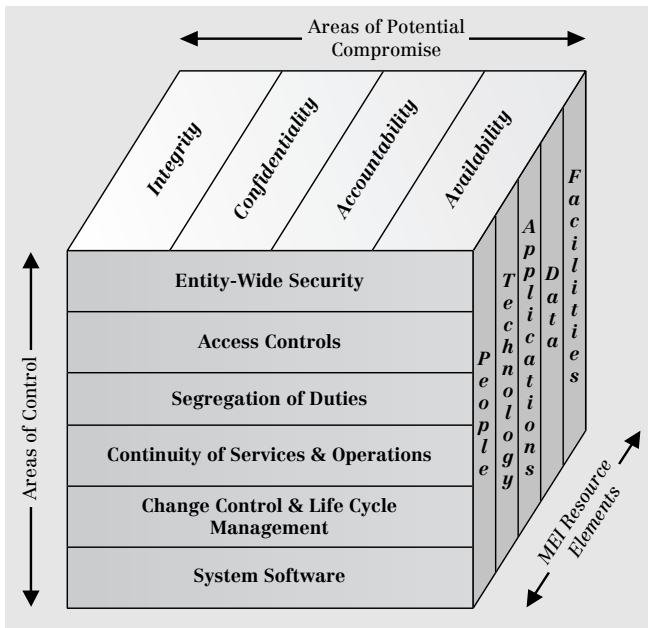 Areas of Potential
Compromise
Integrity
Confidentiality
Accountability
Availability
Areas of Control
Entity-Wide Security
Access Controls
Segregation of Duties
Continuity of Services & Operations
Change Control & Life Cycle
Management
System Software
People
Technology
Applications
Data
Facilities
MEI Resource
Elements